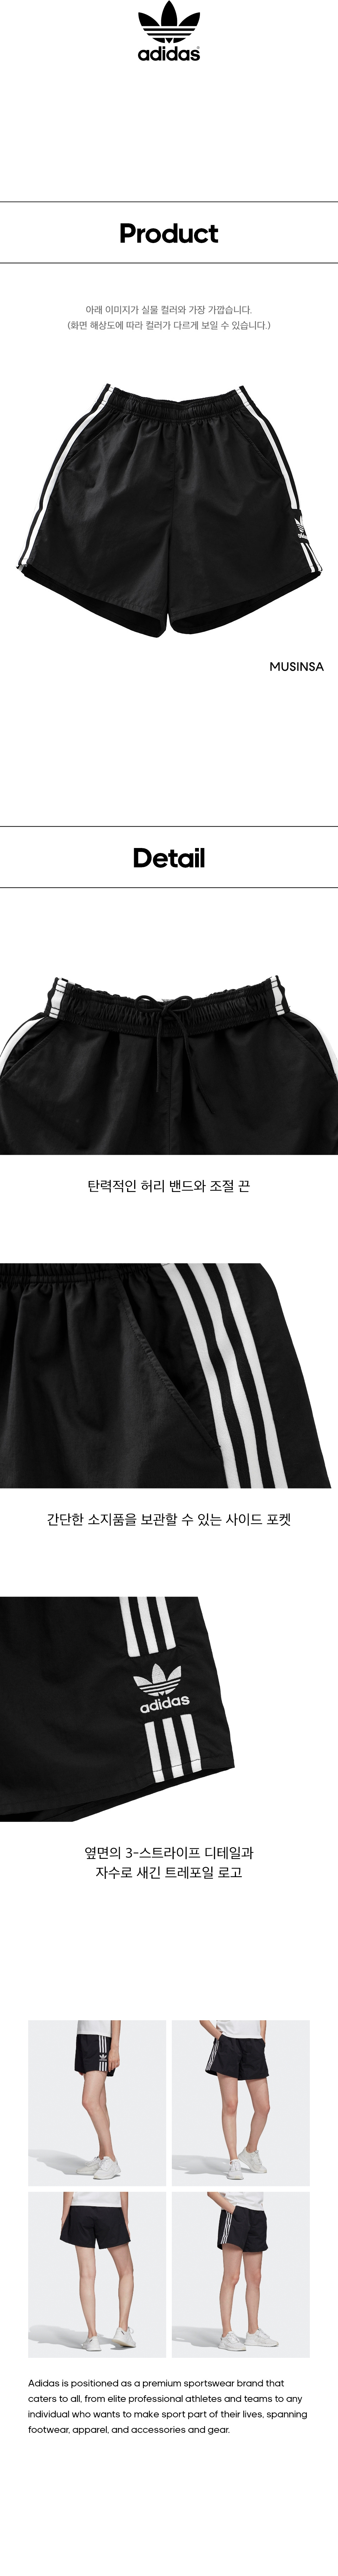 adidas
Product
아래 이미지가 실물 컬러와 가장 가깝습니다.
(화면 해상도에 따라 컬러가 다르게 보일 수 있습니다.)
MUSINSA
Detail
탄력적인 허리 밴드와 조절 끈
간단한 소지품을 보관할 수 있는 사이드 포켓
adidas
옆면의 3-스트라이프 디테일과
자수로 새긴 트레포일 로고
Adidas is positioned as a premium sportswear brand that
caters to all, from elite professional athletes and teams to any
individual who wants to make sport part of their lives, spanning
footwear, apparel, and accessories and gear.